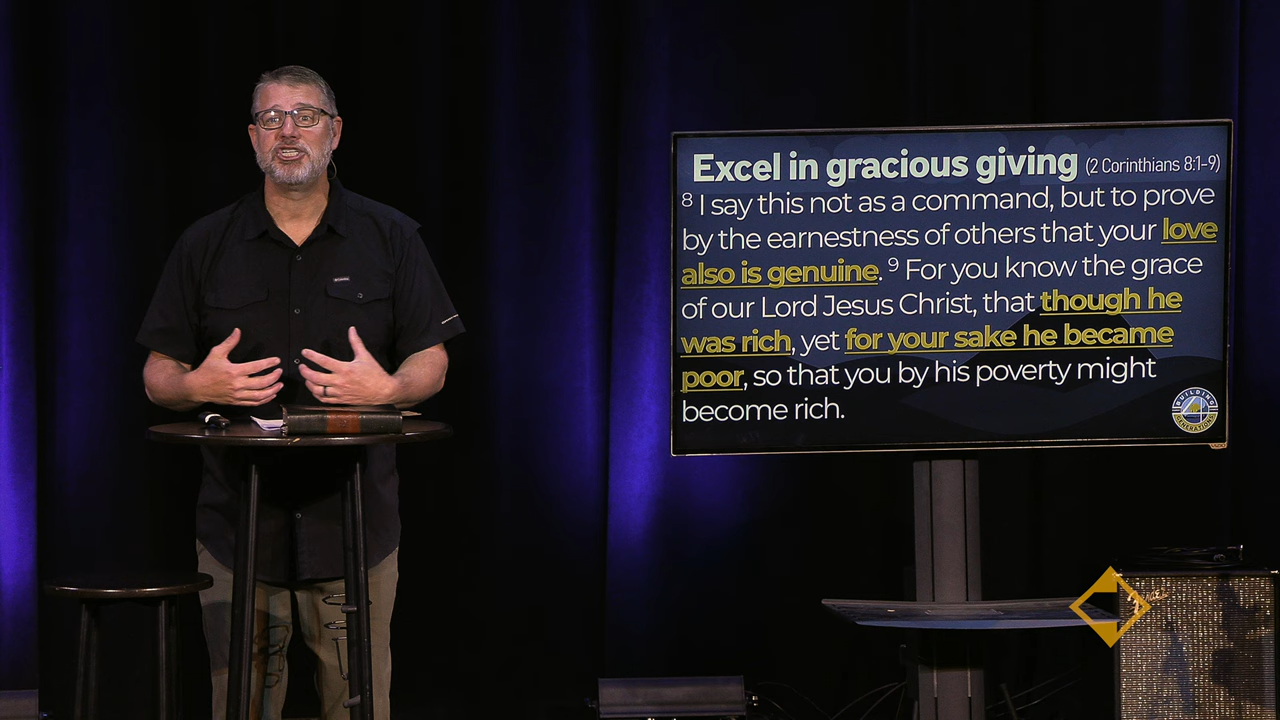 Excel in gracious giving (2 Corinthians 8:1-9)
8 I say this not as a command, but to prove
by the earnestness of others that your love
also is genuine. 9 For you know the grace
of our Lord Jesus Christ, that though he
was rich, yet for your sake he became
poor, so that you by his poverty might
become rich.
BUILDING
GENERATIONS
Fender